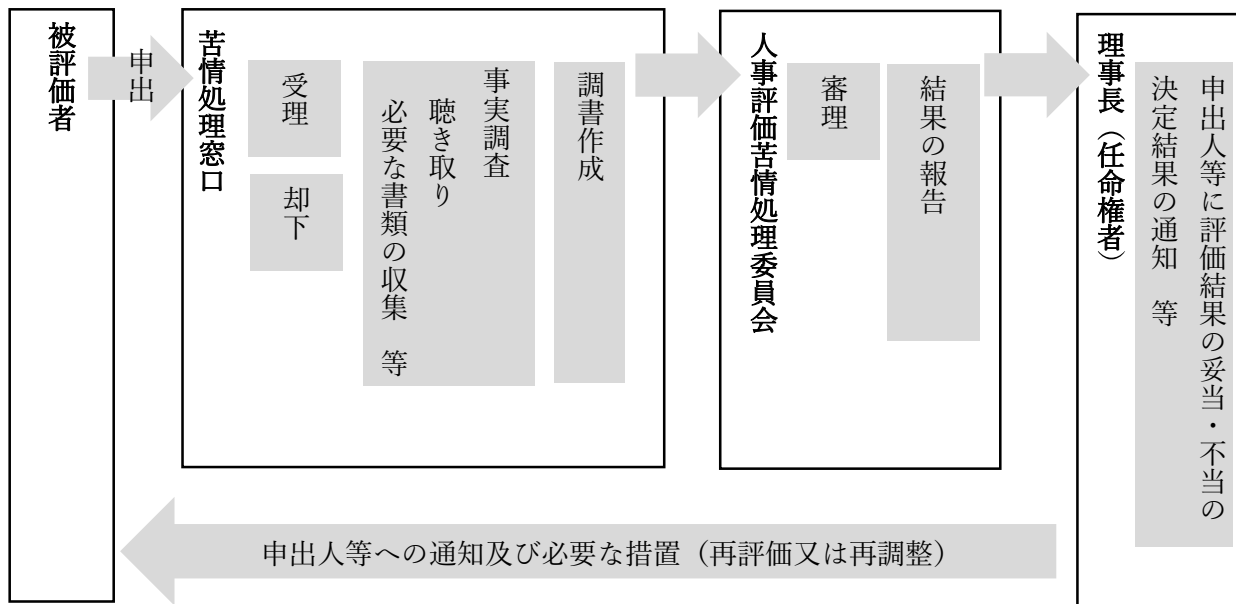 被評価者
申出
苦情処理窓口
受理
却下
事実調査
聴き取り
必要な書類の収集　等
調書作成
人事評価苦情処理委員会
審理
結果の報告
理事長（任命権者）
申出人等に評価結果の妥当・不当の
決定結果の通知　等
申出人等への通知及び必要な措置（再評価又は再調整）